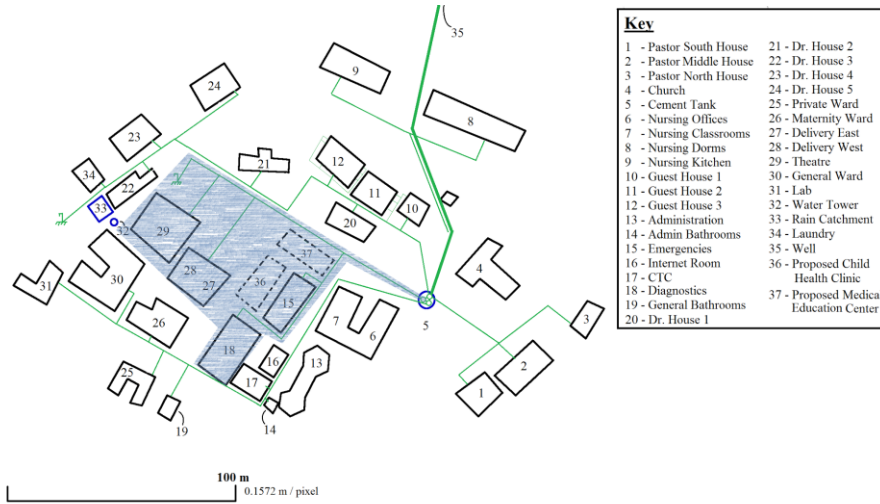 35
9
8
24
23
12
21
34
11
22
10
33
20
32
29
37
4
28
36
27
30
31
15
5
3
7
6
26
18
16
13
2
17
25
1
19
14
100 m
0.1572 m / pixel
Key
1 - Pastor South House
2 - Pastor Middle House
3 - Pastor North House
4 - Church
5 - Cement Tank
6 - Nursing Offices
7 - Nursing Classrooms
8 - Nursing Dorms
9 - Nursing Kitchen
10 - Guest House 1
11 - Guest House 2
12 - Guest House 3
13 - Administration
14 - Admin Bathrooms
15 - Emergencies
16 - Internet Room
17 - CTC
18 - Diagnostics
19 - General Bathrooms
20 - Dr. House 1
21 - Dr. House 2
22 - Dr. House 3
23 - Dr. House 4
24 - Dr. House 5
25 - Private Ward
26 - Maternity Ward
27 - Delivery East
28 - Delivery West
29 - Theatre
30 - General Ward
31 - Lab
32 - Water Tower
33 - Rain Catchment
34 - Laundry
35 - Well
36 - Proposed Child
Health Clinic
37 - Proposed Medical
Education Center